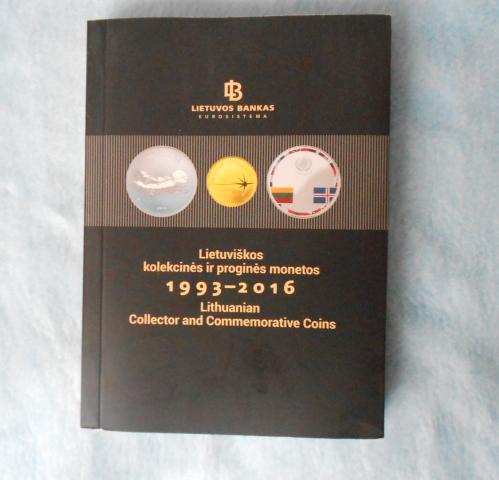 LIETUVOS BANKAS
EUROSISTEMA
Lietuviškos
kolekcinės ir proginės monetos
1993–2016
Lithuanian
Collector and Commemorative Coins